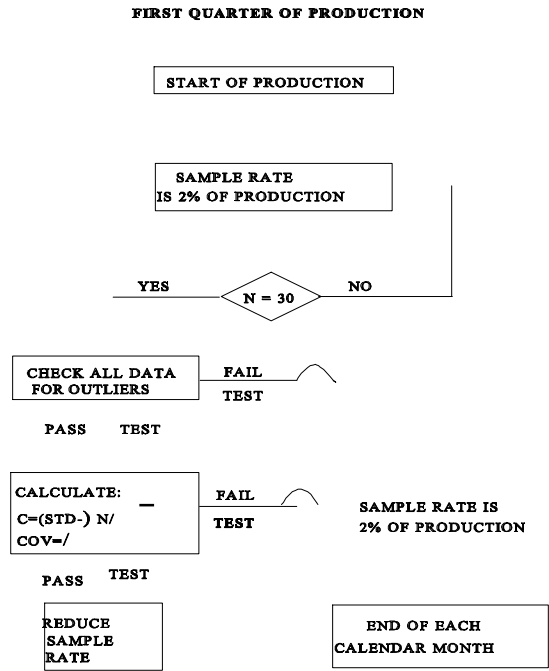 FIRST QUARTER OF PRODUCTION
START OF PRODUCTION
SAMPLE RATE
IS 2% OF PRODUCTION
YES
N = 30
NO
CHECK ALL DATA
FOR OUTLIERS
FAIL
TEST
PASS TEST
CALCULATE:
C=(STD-) N/
COV=/
FAIL
TEST
SAMPLE RATE IS
2% OF PRODUCTION
PASS TEST
REDUCE
SAMPLE
RATE
END OF EACH
CALENDAR MONTH